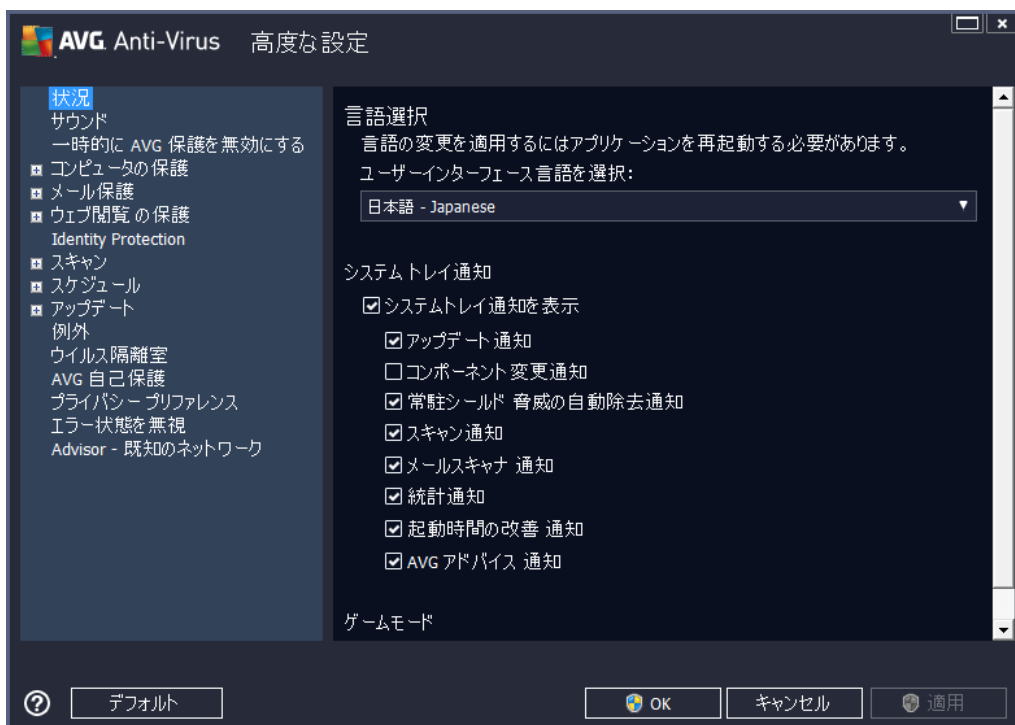 AVG. Anti-Virus 高度な設定
状況
サウンド
一時的に AVG 保護を無効にする
コンピュータの保護
メール保護
ウェブ閲覧 の保護
Identity Protection
スキャン
スケジュール
アップデート
例外
ウイルス隔離室
AVG 自己保護
プライバシー プリファレンス
エラー状態を無視
Advisor - 既知のネットワーク
言語選択
言語の変更を適用するにはアプリケーションを再起動する必要があります。
ユーザーインターフェース言語を選択:
日本語 - Japanese
システムトレイ通知
システムトレイ通知を表示
アップデート通知
コンポーネント変更通知
常駐シールド 脅威の自動除去通知
スキャン通知
メールスキャナ 通知
統計通知
起動時間の改善 通知
AVG アドバイス 通知
ゲームモード
デフォルト
OK
キャンセル
適用